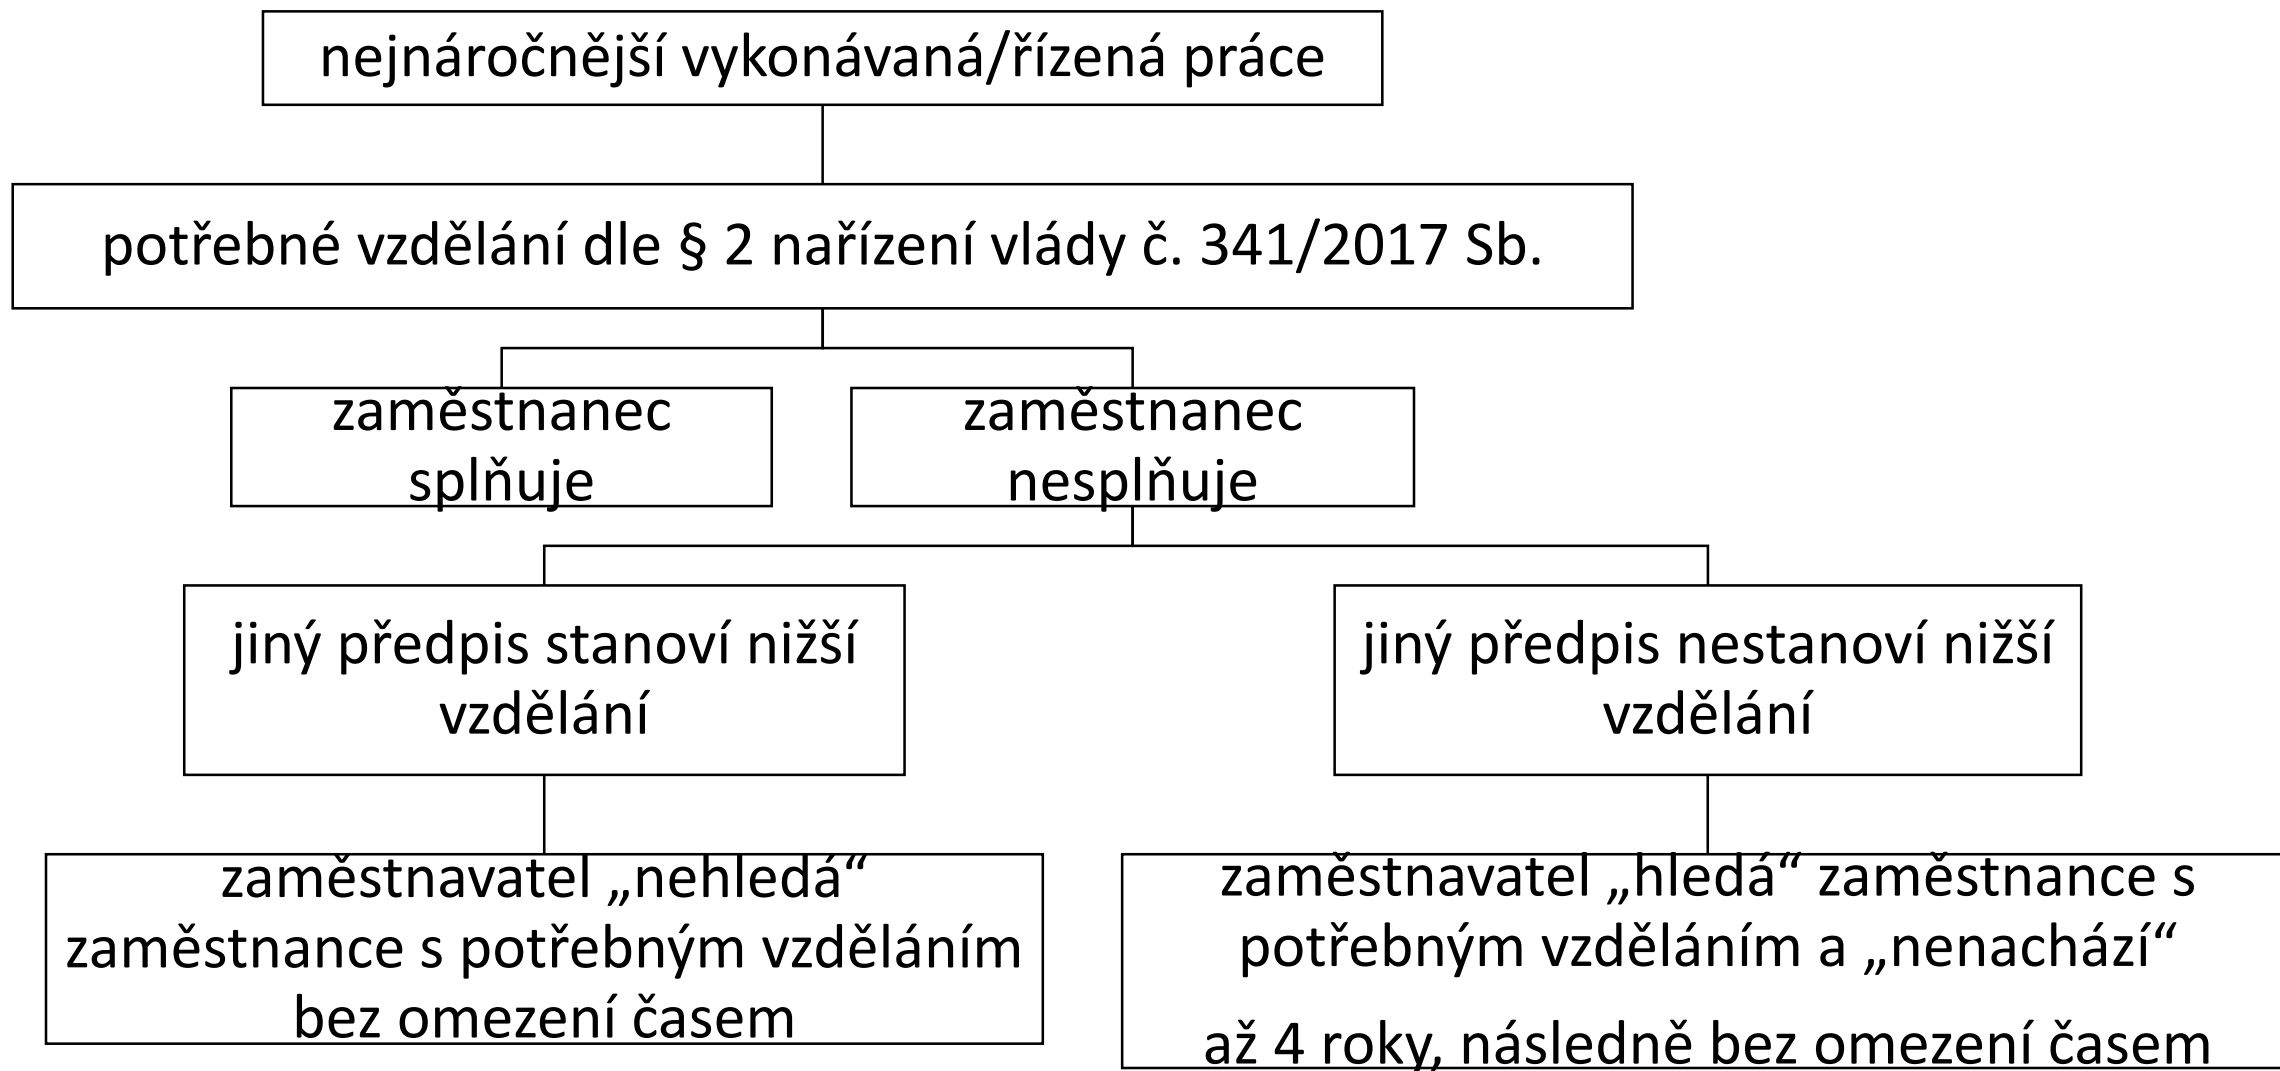 nejnáročnější vykonávaná/řízená práce
potřebné vzdělání dle § 2 nařízení vlády č. 341/2017 Sb.
zaměstnanec
splňuje
zaměstnanec
nesplňuje
jiný předpis stanoví nižší
vzdělání
jiný předpis nestanoví nižší
vzdělání
zaměstnavatel „nehledá“
zaměstnance s potřebným vzděláním
bez omezení časem
zaměstnavatel „hledá“ zaměstnance s
potřebným vzděláním a „nenachází“
až 4 roky, následně bez omezení časem